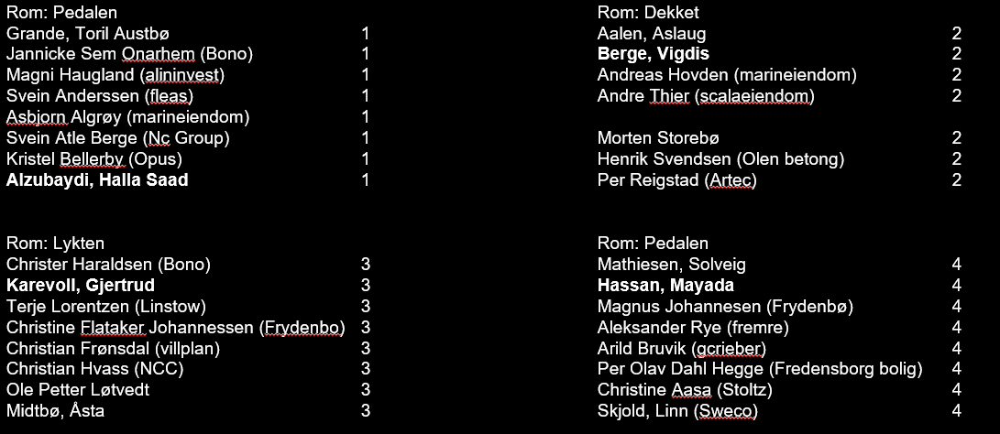 Rom: Pedalen
Grande, Toril Austbø 1
Jannicke Sem Onarhem (Bono) 1
Magni Haugland (alininvest) 1
Svein Anderssen (fleas) 1
Asbjorn Algrøy (marineiendom) 1
Svein Atle Berge (Nc Group) 1
Kristel Bellerby (Opus) 1
Alzubaydi, Halla Saad 1
Rom: Dekket
Aalen, Aslaug 2
Berge, Vigdis 2
Andreas Hovden (marineiendom) 2
Andre Thier (scalaeiendom) 2
Morten Storebø 2
Henrik Svendsen (Olen betong) 2
Per Reigstad (Artec) 2
Rom: Lykten
Christer Haraldsen (Bono) 3
Karevoll, Gjertrud 3
Terje Lorentzen (Linstow) 3
Christine Flataker Johannessen (Frydenbo) 3
Christian Frønsdal (villplan) 3
Christian Hvass (NCC) 3
Ole Petter Løtvedt 3
Midtbø, Åsta 3
Rom: Pedalen
Mathiesen, Solveig 4
Hassan, Mayada 4
Magnus Johannesen (Frydenbø) 4
Aleksander Rye (fremre) 4
Arild Bruvik (gcrieber) 4
Per Olav Dahl Hegge (Fredensborg bolig) 4
Christine Aasa (Stoltz) 4
Skjold, Linn (Sweco) 4